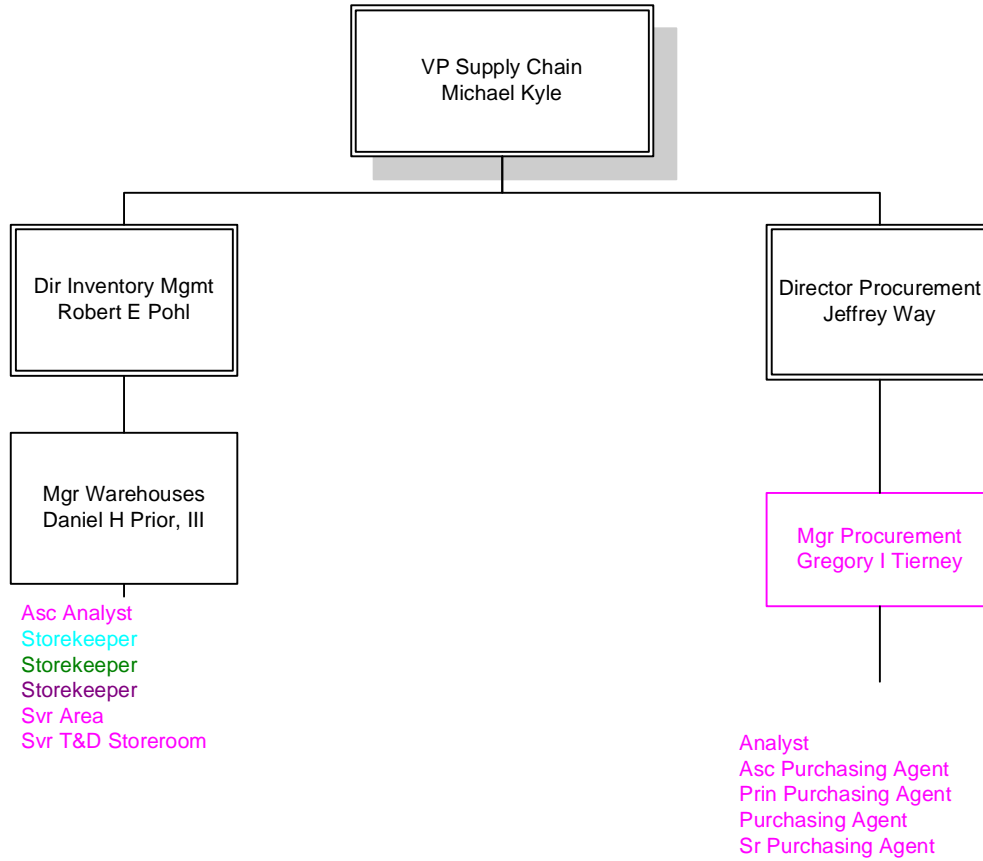 VP Supply Chain
Michael Kyle
Dir Inventory Mgmt
Robert E Pohl
Director Procurement
Jeffrey Way
Mgr Warehouses
Daniel H Prior, III
Mgr Procurement
Gregory I Tierney
Asc Analyst
Storekeeper
Storekeeper
Storekeeper
Svr Area
Svr T&D Storeroom
Analyst
Asc Purchasing Agent
Prin Purchasing Agent
Purchasing Agent
Sr Purchasing Agent